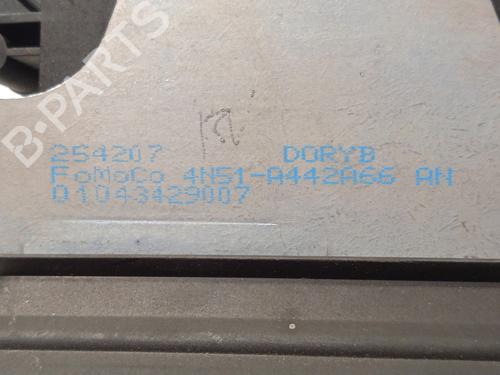 B-PARTS
254207 DORYB
FoMoCo 4N51-A442A66 AN
01043429007